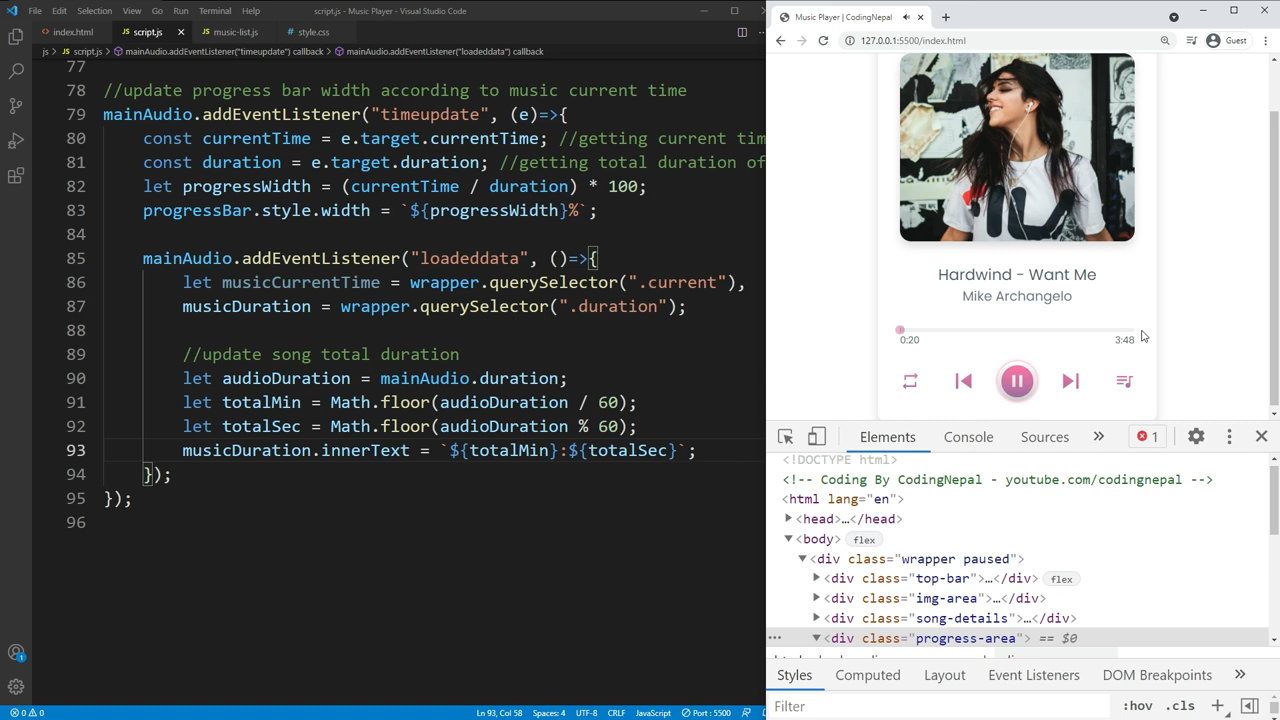 File Edit Selection View Go Run Terminal Help script.js - Music Player - Visual Studio Code
index.html script.js music-list.js style.css
js > script.js > mainAudio.addEventListener("timeupdate") callback > mainAudio.addEventListener("loadeddata") callback
77
78 //update progress bar width according to music current time
79 mainAudio.addEventListener("timeupdate", (e)=>{
80 const currentTime = e.target.currentTime; //getting current tim
81 const duration = e.target.duration; //getting total duration of
82 let progressWidth = (currentTime / duration) * 100;
83 progressBar.style.width = `${progressWidth}%`;
84
85 mainAudio.addEventListener("loadeddata", ()=>{
86 let musicCurrentTime = wrapper.querySelector(".current"),
87 musicDuration = wrapper.querySelector(".duration");
88
89 //update song total duration
90 let audioDuration = mainAudio.duration;
91 let totalMin = Math.floor(audioDuration / 60);
92 let totalSec = Math.floor(audioDuration % 60);
93 musicDuration.innerText = `${totalMin}:${totalSec}`;
94 });
95 });
96
1
0 0 Ln 93, Col 58 Spaces: 4 UTF-8 CRLF JavaScript Port : 5500
Music Player | CodingNepal
127.0.0.1:5500/index.html Guest
Hardwind - Want Me
Mike Archangelo
0:20 3:48
Elements Console Sources » 1
<!DOCTYPE html>
<!-- Coding By CodingNepal - youtube.com/codingnepal -->
<html lang="en">
<head>…</head>
<body> flex
<div class="wrapper paused">
<div class="top-bar">…</div> flex
<div class="img-area">…</div>
<div class="song-details">…</div>
<div class="progress-area"> == $0
Styles Computed Layout Event Listeners DOM Breakpoints »
Filter :hov .cls +